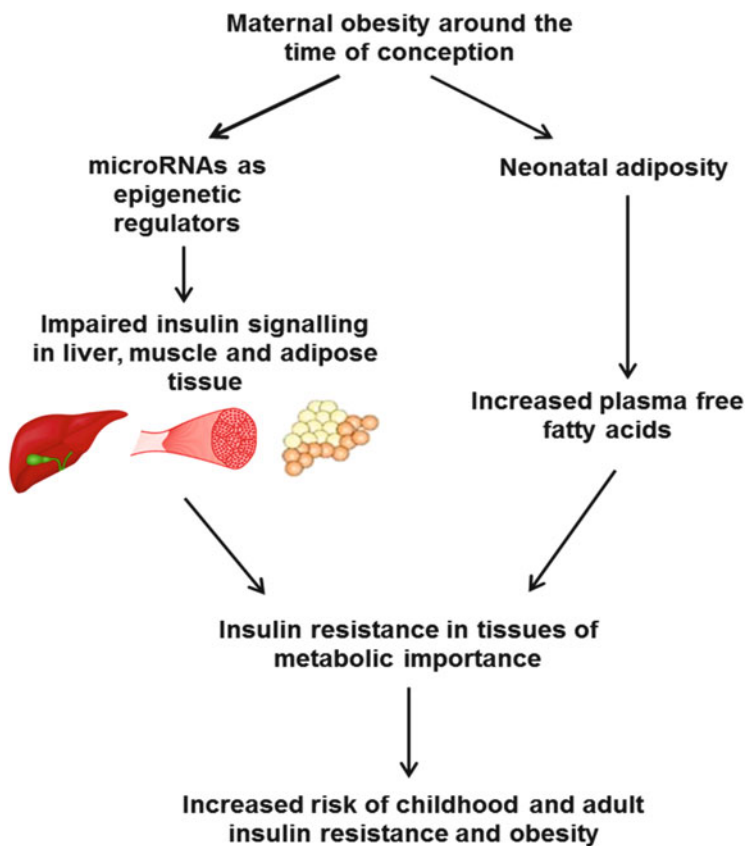 Maternal obesity around the
time of conception
microRNAs as
epigenetic
regulators
Neonatal adiposity
Impaired insulin signalling
in liver, muscle and adipose
tissue
Increased plasma free
fatty acids
Insulin resistance in tissues of
metabolic importance
Increased risk of childhood and adult
insulin resistance and obesity